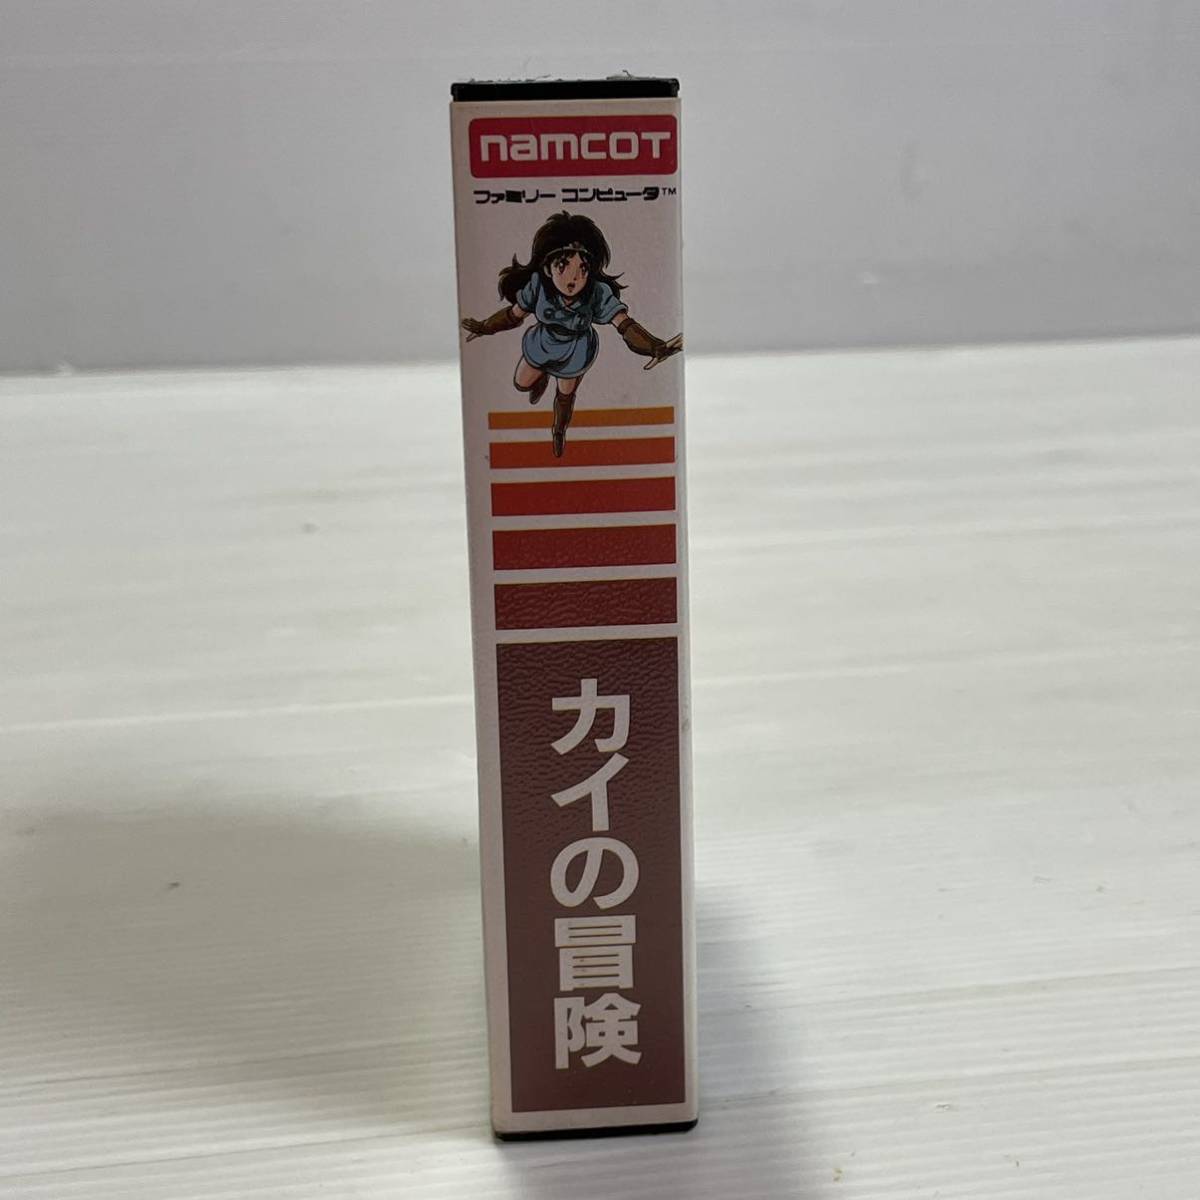 namcot
ファミリー コンピュータ™
カイの冒険